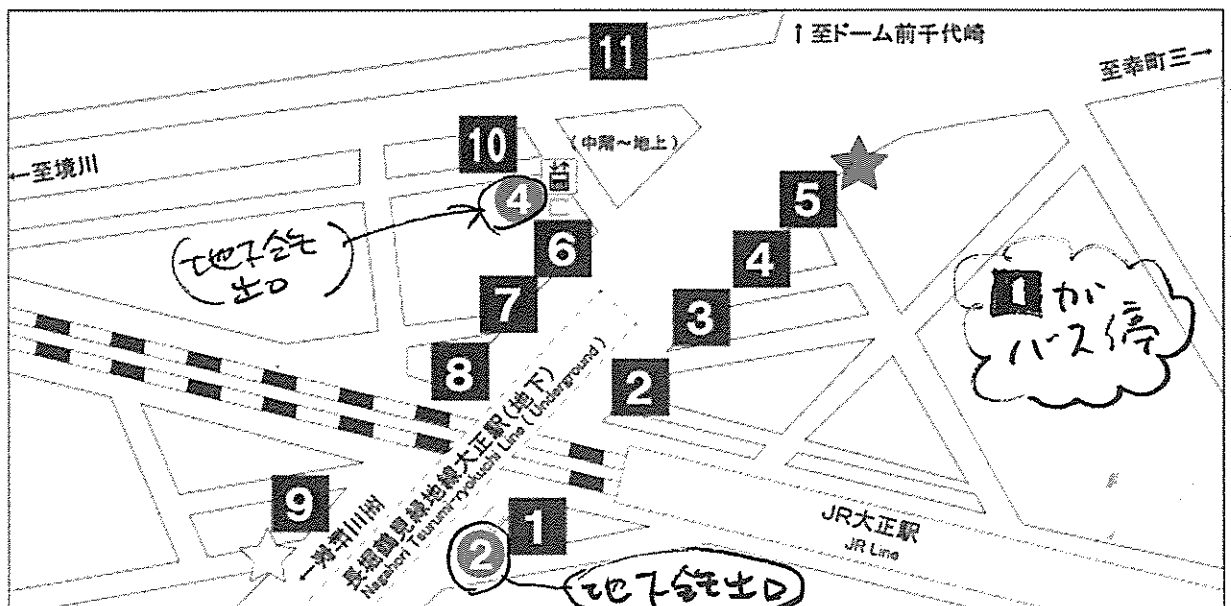 11
↑至ドーム前千代崎
至幸町三→
10
(中階～地上)
←至境川
4
5
(地下鉄
出口)
6
4
7
3
1が
バス停
8
2
長堀鶴見緑地線大正駅(地下)
Nagahori Tsurumi-ryokuchi Line (Underground)
9
1
JR大正駅
JR Line
2
(地下鉄出口)